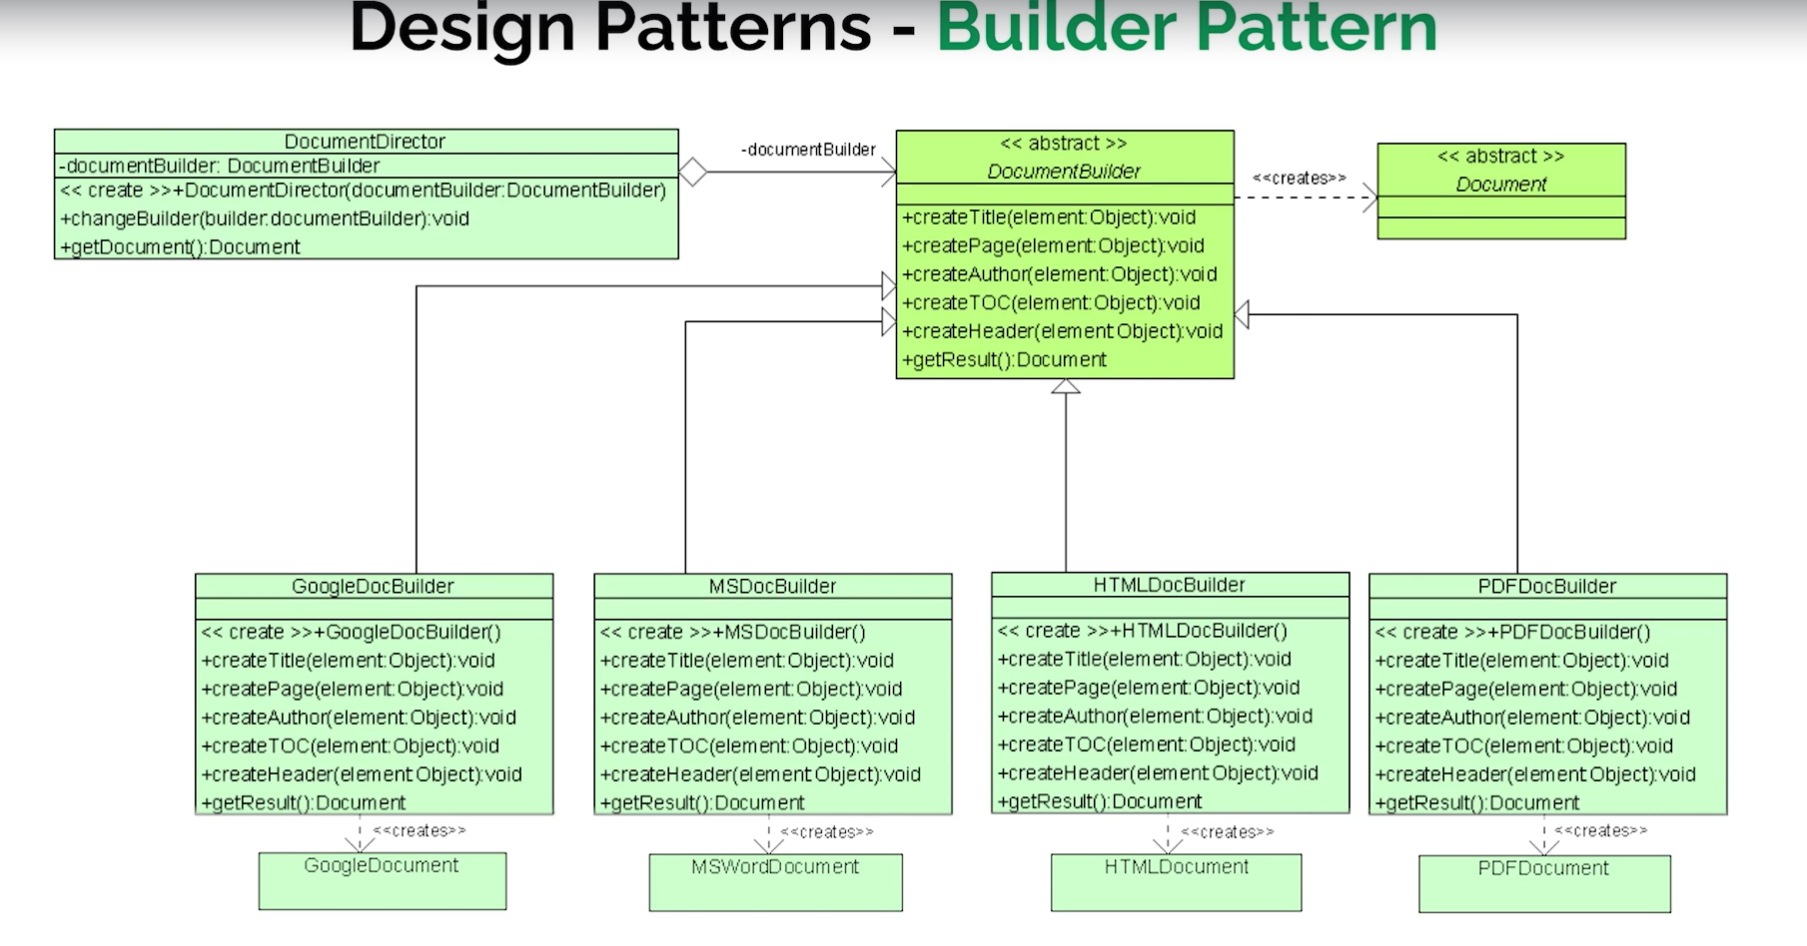 Design Patterns - Builder Pattern
DocumentDirector
-documentBuilder: DocumentBuilder
<< create >>+DocumentDirector(documentBuilder:DocumentBuilder)
+changeBuilder(builder:documentBuilder):void
+getDocument():Document
-documentBuilder
<< abstract >>
DocumentBuilder
+createTitle(element:Object):void
+createPage(element:Object):void
+createAuthor(element:Object):void
+createTOC(element:Object):void
+createHeader(element:Object):void
+getResult():Document
<<creates>>
<< abstract >>
Document
GoogleDocBuilder
<< create >>+GoogleDocBuilder()
+createTitle(element:Object):void
+createPage(element:Object):void
+createAuthor(element:Object):void
+createTOC(element:Object):void
+createHeader(element:Object):void
+getResult():Document
<<creates>>
GoogleDocument
MSDocBuilder
<< create >>+MSDocBuilder()
+createTitle(element:Object):void
+createPage(element:Object):void
+createAuthor(element:Object):void
+createTOC(element:Object):void
+createHeader(element:Object):void
+getResult():Document
<<creates>>
MSWordDocument
HTMLDocBuilder
<< create >>+HTMLDocBuilder()
+createTitle(element:Object):void
+createPage(element:Object):void
+createAuthor(element:Object):void
+createTOC(element:Object):void
+createHeader(element:Object):void
+getResult():Document
<<creates>>
HTMLDocument
PDFDocBuilder
<< create >>+PDFDocBuilder()
+createTitle(element:Object):void
+createPage(element:Object):void
+createAuthor(element:Object):void
+createTOC(element:Object):void
+createHeader(element:Object):void
+getResult():Document
<<creates>>
PDFDocument